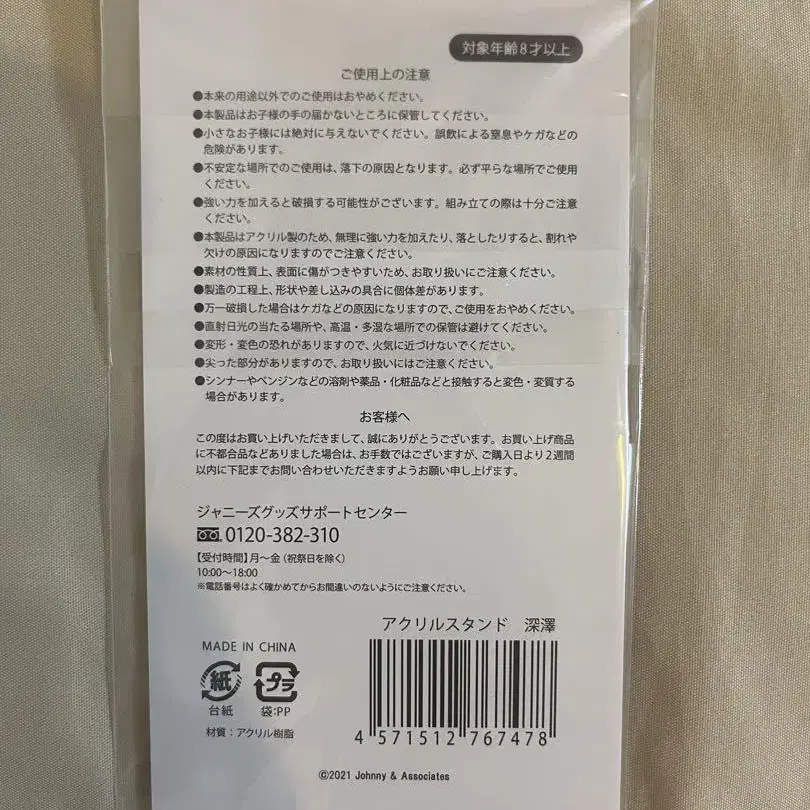 対象年齢8才以上
ご使用上の注意
●本来の用途以外でのご使用はおやめください。
●本製品はお子様の手の届かないところに保管してください。
●小さなお子様には絶対に与えないでください。誤飲による窒息やケガなどの
危険があります。
●不安定な場所でのご使用は、落下の原因となります。必ず平らな場所でご使用
ください。
●強い力を加えると破損する可能性がございます。組み立ての際は十分ご注意
ください。
●本製品はアクリル製のため、無理に強い力を加えたり、落としたりすると、割れや
欠けの原因になりますのでご注意ください。
●素材の性質上、表面に傷がつきやすいため、お取り扱いにご注意ください。
●製造の工程上、形状や差し込みの具合に個体差があります。
●万一破損した場合はケガなどの原因になりますので、ご使用をおやめください。
●直射日光の当たる場所や、高温・多湿な場所での保管は避けてください。
●変形・変色の恐れがありますので、火気に近づけないでください。
●尖った部分がありますので、お取り扱いにはご注意ください。
●シンナーやベンジンなどの溶剤や薬品・化粧品などと接触すると変色・変質する
場合があります。
お客様へ
この度はお買い上げいただきまして、誠にありがとうございます。お買い上げ商品
に不都合品などありました場合は、お手数ではございますが、ご購入日より2週間
以内に下記までお問い合わせいただきますようお願い申し上げます。
ジャニーズグッズサポートセンター
0120-382-310
【受付時間】月〜金（祝祭日を除く）
10:00〜18:00
※電話番号はよく確かめてからお間違いのないようにご注意ください。
アクリルスタンド 深澤
MADE IN CHINA
紙
プラ
台紙
袋:PP
材質：アクリル樹脂
4 571512 767478
©2021 Johnny & Associates